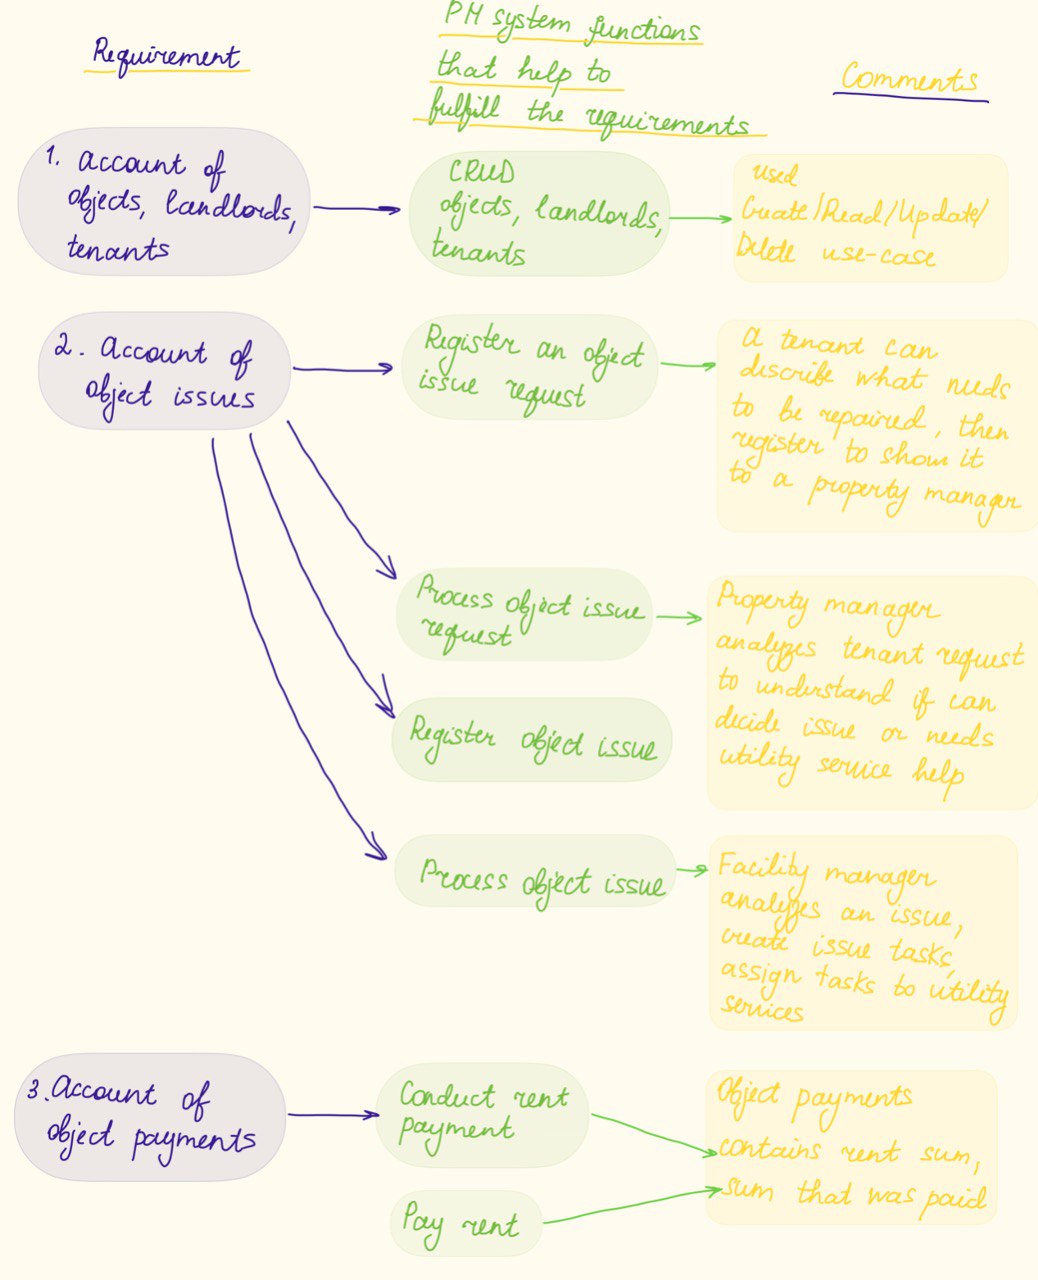 Requirement
PM system functions
that help to
fulfill the requirements
Comments
1. Account of
objects, landlords,
tenants
CRUD
objects, landlords,
tenants
used
Create/Read/Update/
Delete use-case
2. Account of
object issues
Register an object
issue request
A tenant can
describe what needs
to be repaired, then
register to show it
to a property manager
Process object issue
request
Property manager
analyzes tenant request
to understand if can
decide issue or needs
utility service help
Register object issue
Process object issue
Facility manager
analyzes an issue,
create issue tasks,
assign tasks to utility
services
3. Account of
object payments
Conduct rent
payment
Pay rent
Object payments
contains rent sum,
sum that was paid